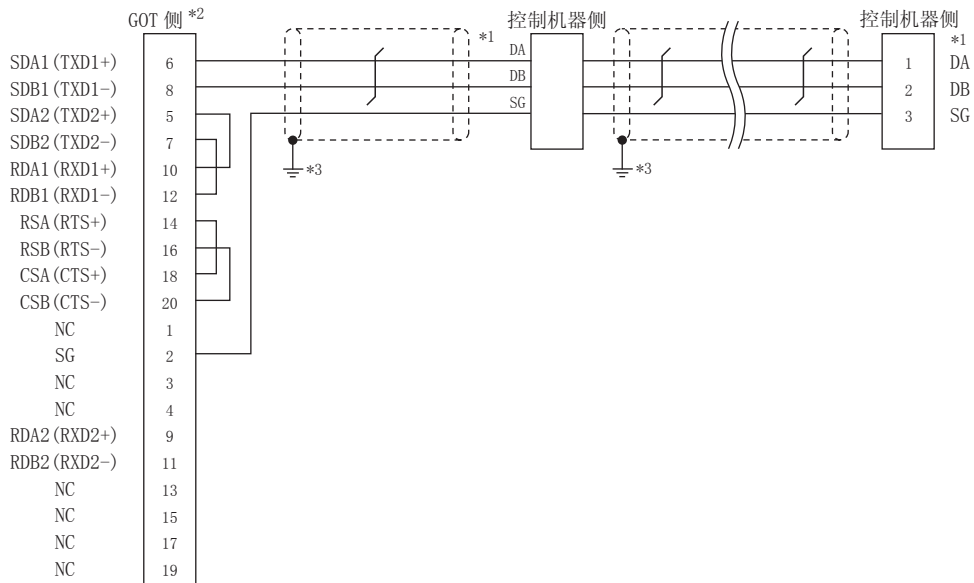 GOT 侧 *2
控制机器侧
控制机器侧
*1
*1
SDA1(TXD1+) 6 DA 1 DA
SDB1(TXD1-) 8 DB 2 DB
SDA2(TXD2+) 5 SG 3 SG
SDB2(TXD2-) 7
RDA1(RXD1+) 10 *3 *3
RDB1(RXD1-) 12
RSA(RTS+) 14
RSB(RTS-) 16
CSA(CTS+) 18
CSB(CTS-) 20
NC 1
SG 2
NC 3
NC 4
RDA2(RXD2+) 9
RDB2(RXD2-) 11
NC 13
NC 15
NC 17
NC 19